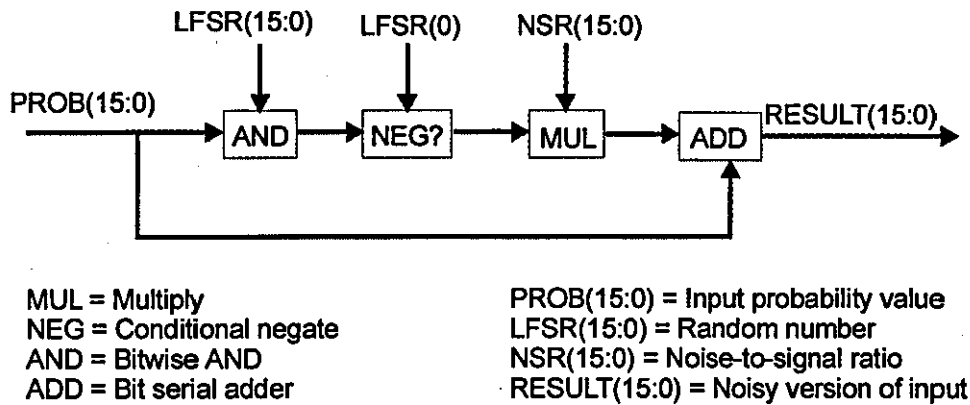 LFSR(15:0) LFSR(0) NSR(15:0)
PROB(15:0)
AND NEG? MUL ADD RESULT(15:0)
MUL = Multiply
NEG = Conditional negate
AND = Bitwise AND
ADD = Bit serial adder
PROB(15:0) = Input probability value
LFSR(15:0) = Random number
NSR(15:0) = Noise-to-signal ratio
RESULT(15:0) = Noisy version of input